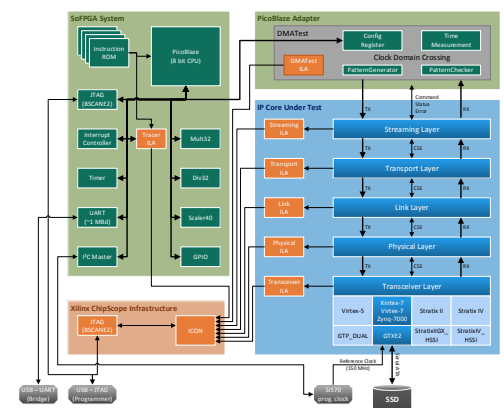 SoFPGA System
Instruction
ROM
PicoBlaze
(8 bit CPU)
JTAG
(BSCANE2)
Interrupt
Controller
Tracer
ILA
Mult32
Timer
Div32
UART
(~1 MBd)
Scaler40
I²C Master
GPIO
PicoBlaze Adapter
DMATest
Config
Register
Time
Measurement
DMATest
ILA
Clock Domain Crossing
PatternGenerator
PatternChecker
TX
Command
Status
Error
RX
IP Core Under Test
Streaming
ILA
Streaming Layer
TX
CSE
RX
Transport
ILA
Transport Layer
TX
CSE
RX
Link
ILA
Link Layer
TX
CSE
RX
Physical
ILA
Physical Layer
TX
CSE
RX
Transceiver
ILA
Transceiver Layer
Virtex-5
Kintex-7
Virtex-7
Zynq-7000
Stratix II
Stratix IV
GTP_DUAL
GTXE2
StratixIIGX_
HSSI
StratixIV_
HSSI
Xilinx ChipScope Infrastructure
JTAG
(BSCANE2)
ICON
Reference Clock
(150 MHz)
Serial ATA
USB – UART
(Bridge)
USB – JTAG
(Programmer)
SI570
prog. clock
SSD